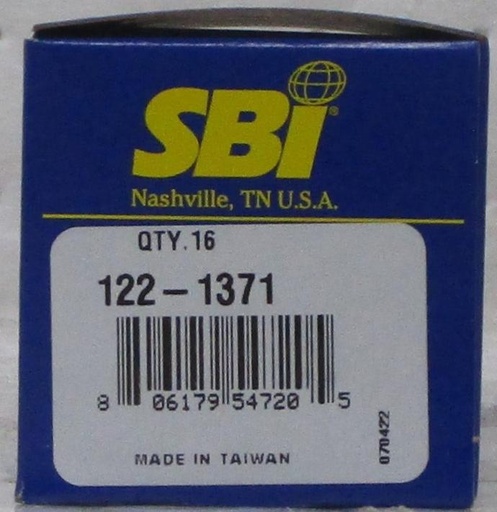 SBI®
Nashville, TN U.S.A.
QTY.16
122-1371
8 06179 54720 5
070422
MADE IN TAIWAN